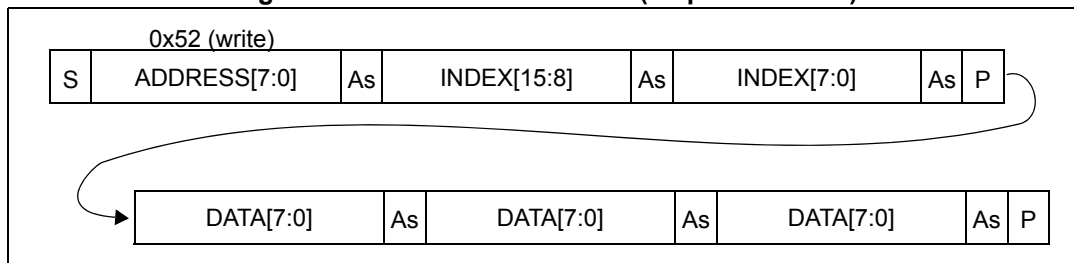 0x52 (write)
S ADDRESS[7:0] As INDEX[15:8] As INDEX[7:0] As P
DATA[7:0] As DATA[7:0] As DATA[7:0] As P